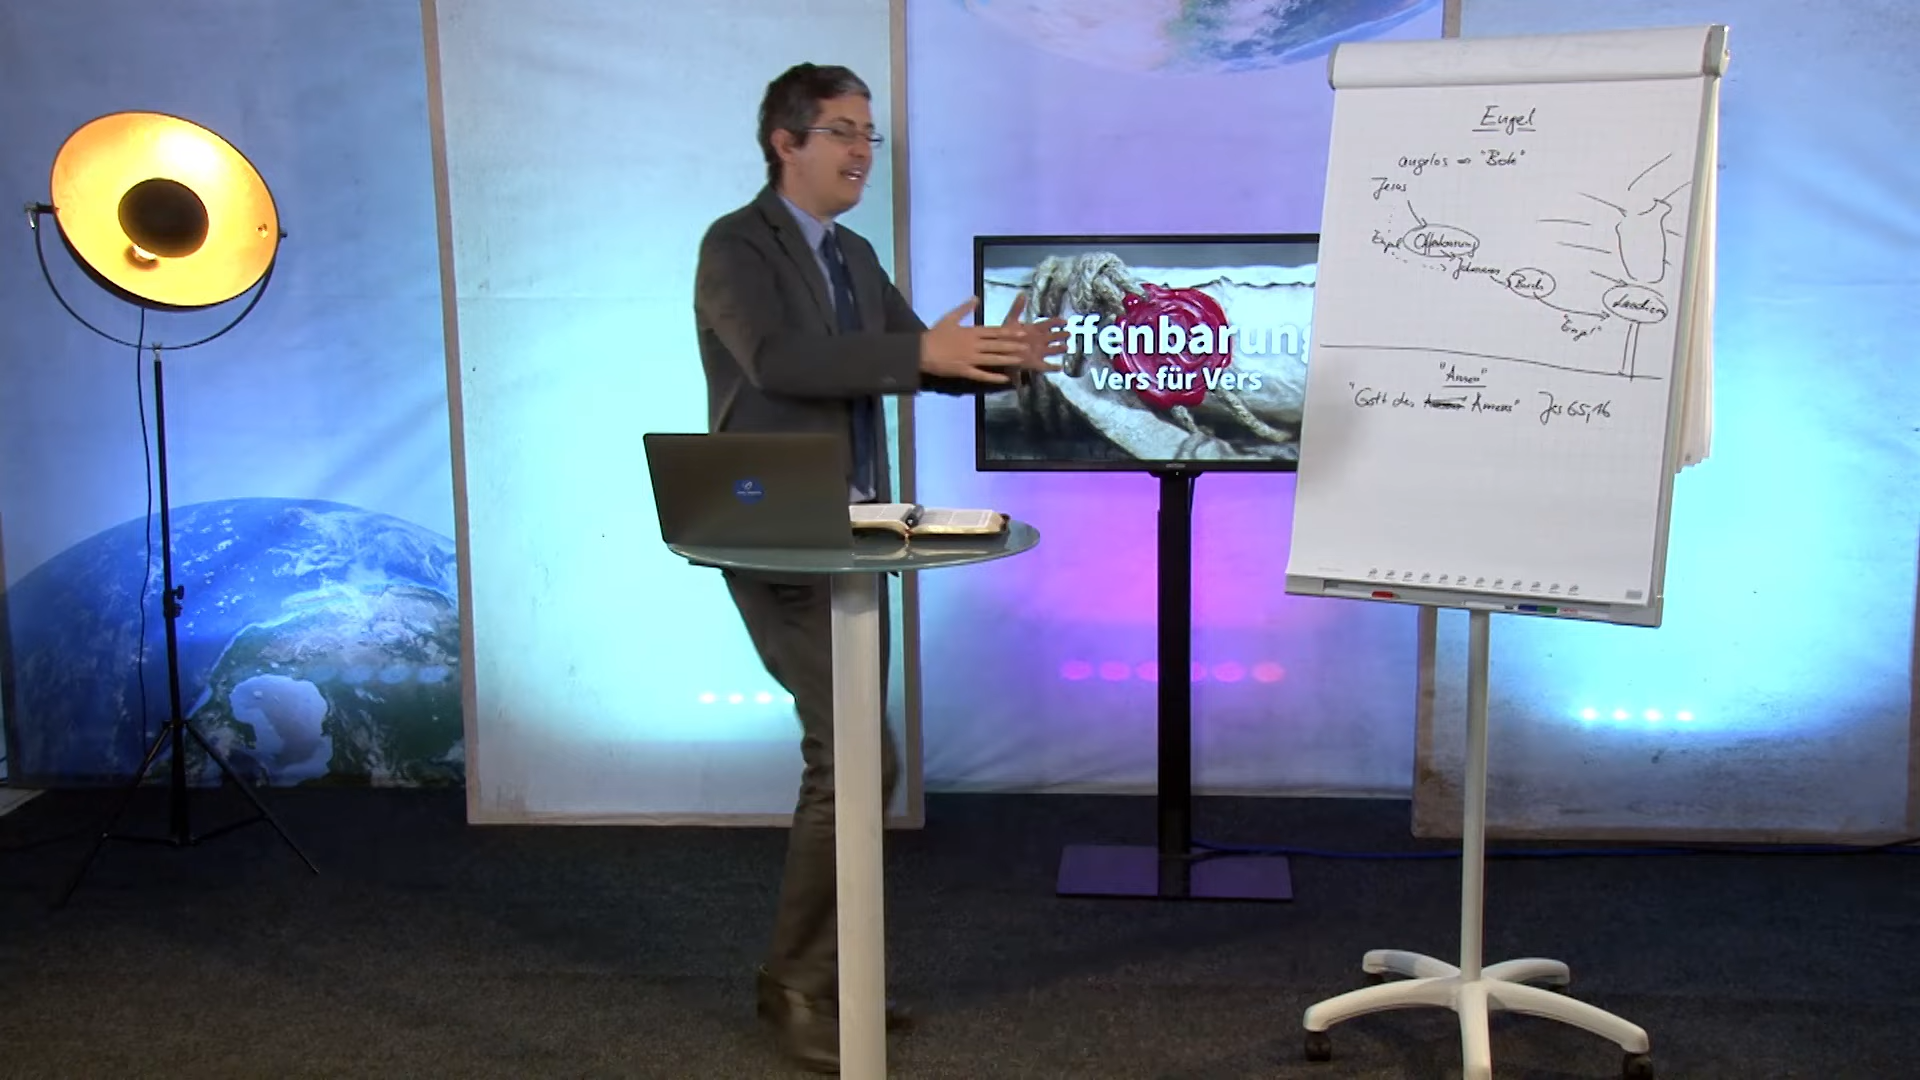 ffenbarung
Vers für Vers
Engel
angelos => "Bote"
Jesus
Engel Offenbarung
Johannes Buch Laodicea
"Engel"
"Amen"
"Gott des Amens" Jes 65,16